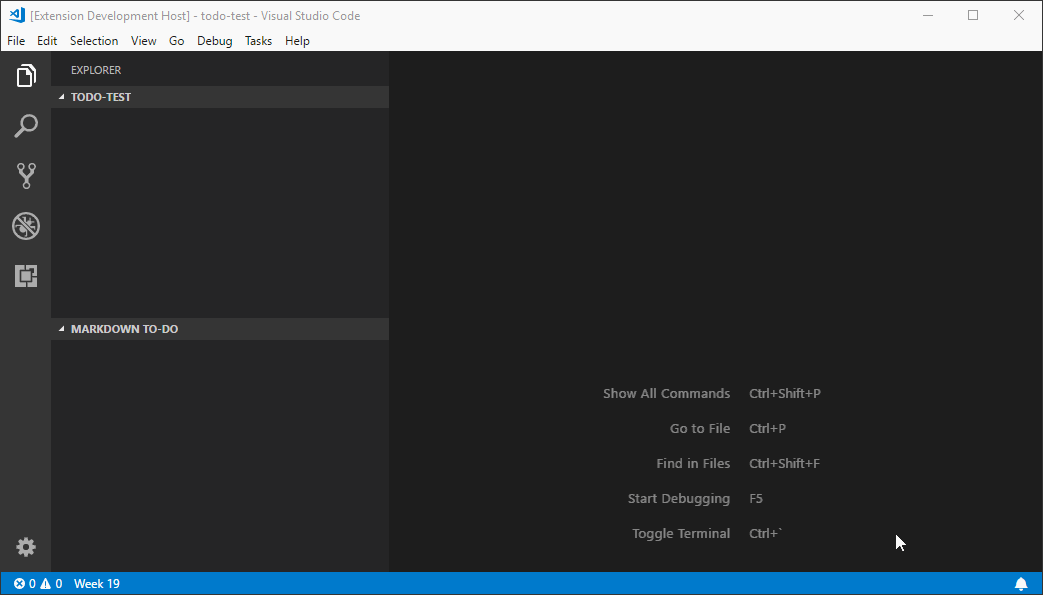 [Extension Development Host] - todo-test - Visual Studio Code
File Edit Selection View Go Debug Tasks Help
EXPLORER
TODO-TEST
MARKDOWN TO-DO
Show All Commands Ctrl+Shift+P
Go to File Ctrl+P
Find in Files Ctrl+Shift+F
Start Debugging F5
Toggle Terminal Ctrl+`
0 0 Week 19